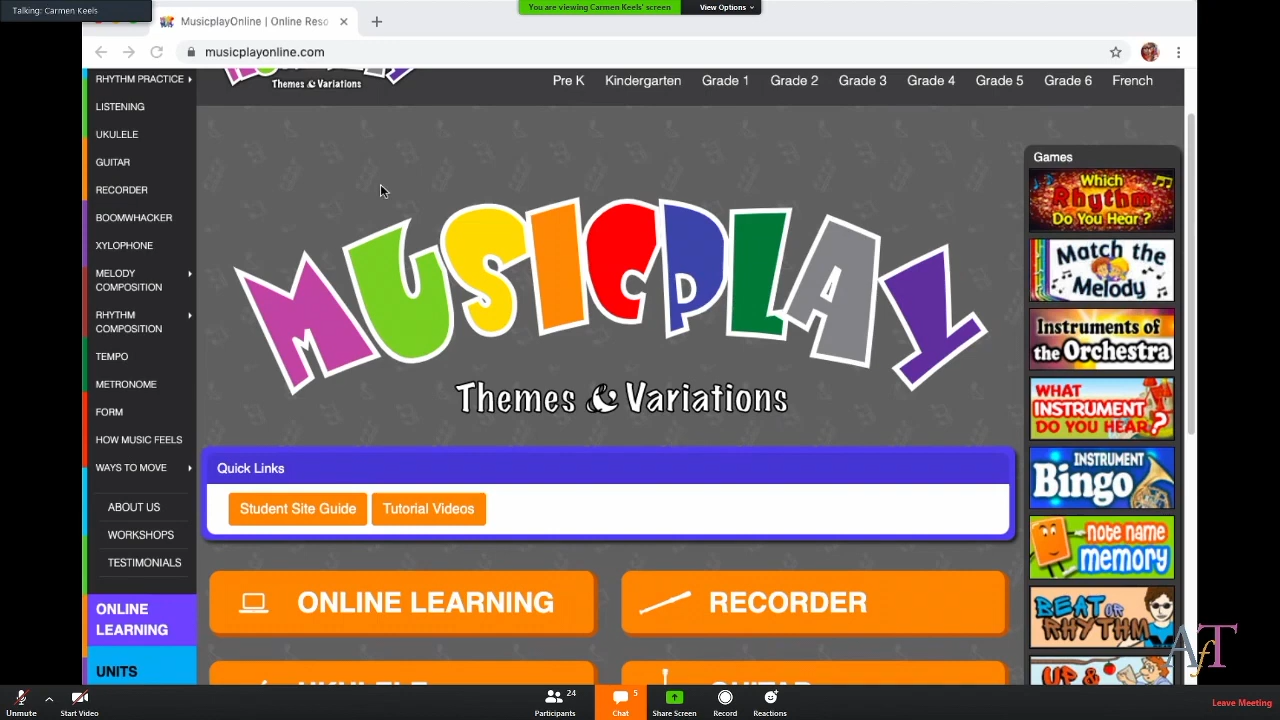 Talking: Carmen Keels
MusicplayOnline | Online Reso
You are viewing Carmen Keels' screen
View Options
musicplayonline.com
Themes & Variations
Pre K
Kindergarten
Grade 1
Grade 2
Grade 3
Grade 4
Grade 5
Grade 6
French
RHYTHM PRACTICE
LISTENING
UKULELE
GUITAR
RECORDER
BOOMWHACKER
XYLOPHONE
MELODY
COMPOSITION
RHYTHM
COMPOSITION
TEMPO
METRONOME
FORM
HOW MUSIC FEELS
WAYS TO MOVE
ABOUT US
WORKSHOPS
TESTIMONIALS
ONLINE
LEARNING
UNITS
MUSICPLAY
Themes & Variations
Quick Links
Student Site Guide
Tutorial Videos
ONLINE LEARNING
RECORDER
UKULELE
GUITAR
Games
Which
Rhythm
Do You Hear?
Match the
Melody
Instruments of
the Orchestra
WHAT
INSTRUMENT
DO YOU HEAR?
INSTRUMENT
Bingo
note name
memory
BEAT OR
RHYTHM
UP &
AfT
Unmute
Start Video
24
Participants
5
Chat
Share Screen
Record
Reactions
Leave Meeting